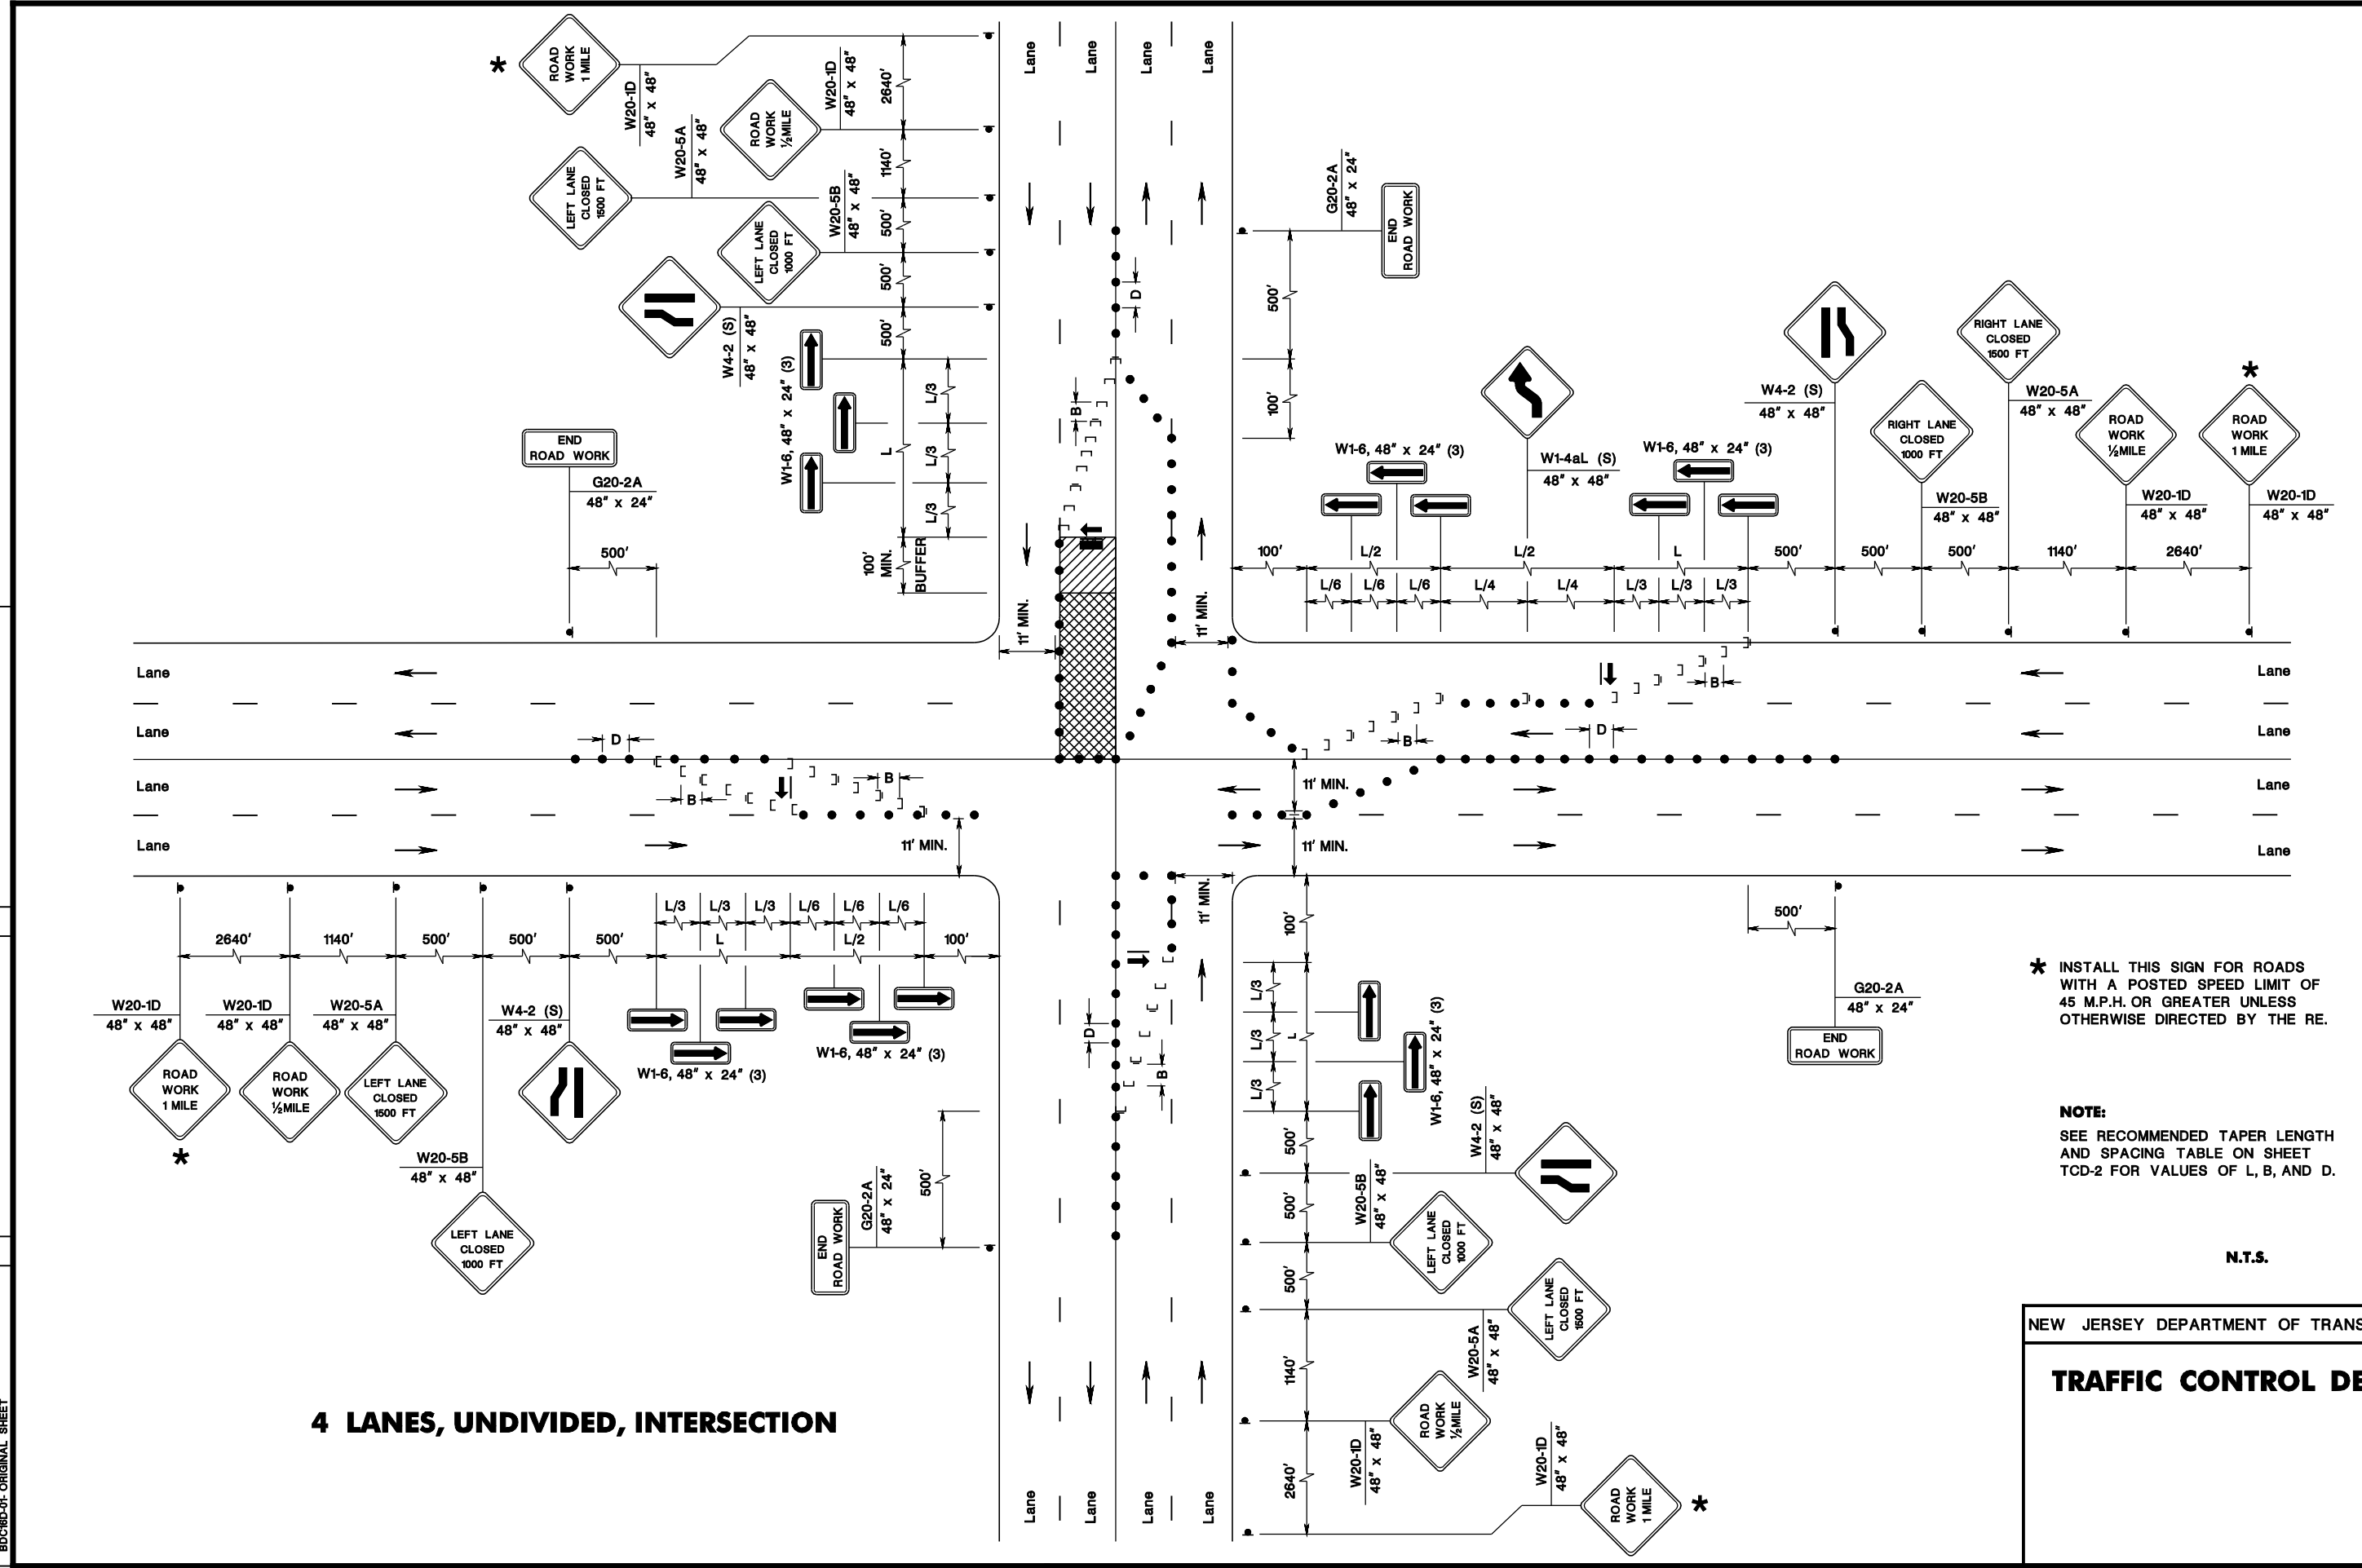 ROAD
WORK
1 MILE
*
W20-1D
48" x 48"
ROAD
WORK
½MILE
W20-1D
48" x 48"
LEFT LANE
CLOSED
1500 FT
W20-5A
48" x 48"
LEFT LANE
CLOSED
1000 FT
W20-5B
48" x 48"
W4-2 (S)
48" x 48"
W1-6, 48" x 24" (3)
2640'
1140'
500'
500'
500'
L
L/3
L/3
L/3
100'
MIN.
BUFFER
Lane
Lane
Lane
Lane
D
B
11' MIN.
11' MIN.
END
ROAD WORK
G20-2A
48" x 24"
500'
G20-2A
48" x 24"
END
ROAD WORK
500'
100'
W1-6, 48" x 24" (3)
W1-4aL (S)
48" x 48"
W1-6, 48" x 24" (3)
W4-2 (S)
48" x 48"
RIGHT LANE
CLOSED
1000 FT
W20-5B
48" x 48"
RIGHT LANE
CLOSED
1500 FT
W20-5A
48" x 48"
ROAD
WORK
½MILE
W20-1D
48" x 48"
*
ROAD
WORK
1 MILE
W20-1D
48" x 48"
100'
L/2
L/2
L
500'
500'
500'
1140'
2640'
L/6
L/6
L/6
L/4
L/4
L/3
L/3
L/3
Lane
Lane
Lane
Lane
D
B
B
Lane
Lane
Lane
Lane
B
B
D
11' MIN.
11' MIN.
11' MIN.
11' MIN.
L/3
L/3
L/3
L/6
L/6
L/6
2640'
1140'
500'
500'
500'
L
L/2
100'
W20-1D
48" x 48"
ROAD
WORK
1 MILE
*
W20-1D
48" x 48"
ROAD
WORK
½MILE
W20-5A
48" x 48"
LEFT LANE
CLOSED
1500 FT
W20-5B
48" x 48"
LEFT LANE
CLOSED
1000 FT
W4-2 (S)
48" x 48"
W1-6, 48" x 24" (3)
W1-6, 48" x 24" (3)
500'
G20-2A
48" x 24"
END
ROAD WORK
D
B
Lane
Lane
Lane
Lane
100'
L
L/3
L/3
L/3
500'
500'
500'
1140'
2640'
W1-6, 48" x 24" (3)
W4-2 (S)
48" x 48"
W20-5B
48" x 48"
LEFT LANE
CLOSED
1000 FT
W20-5A
48" x 48"
LEFT LANE
CLOSED
1500 FT
W20-1D
48" x 48"
ROAD
WORK
½MILE
W20-1D
48" x 48"
ROAD
WORK
1 MILE
*
500'
G20-2A
48" x 24"
END
ROAD WORK
* INSTALL THIS SIGN FOR ROADS
WITH A POSTED SPEED LIMIT OF
45 M.P.H. OR GREATER UNLESS
OTHERWISE DIRECTED BY THE RE.
NOTE:
SEE RECOMMENDED TAPER LENGTH
AND SPACING TABLE ON SHEET
TCD-2 FOR VALUES OF L, B, AND D.
N.T.S.
4 LANES, UNDIVIDED, INTERSECTION
NEW JERSEY DEPARTMENT OF TRANS
TRAFFIC CONTROL DE
BDC16D-01- ORIGINAL SHEET